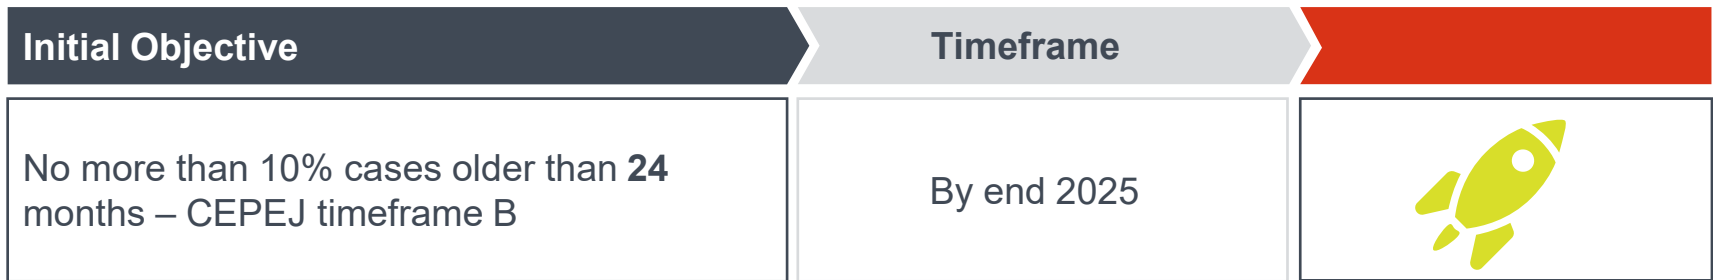 Initial Objective
Timeframe
No more than 10% cases older than 24
months – CEPEJ timeframe B
By end 2025